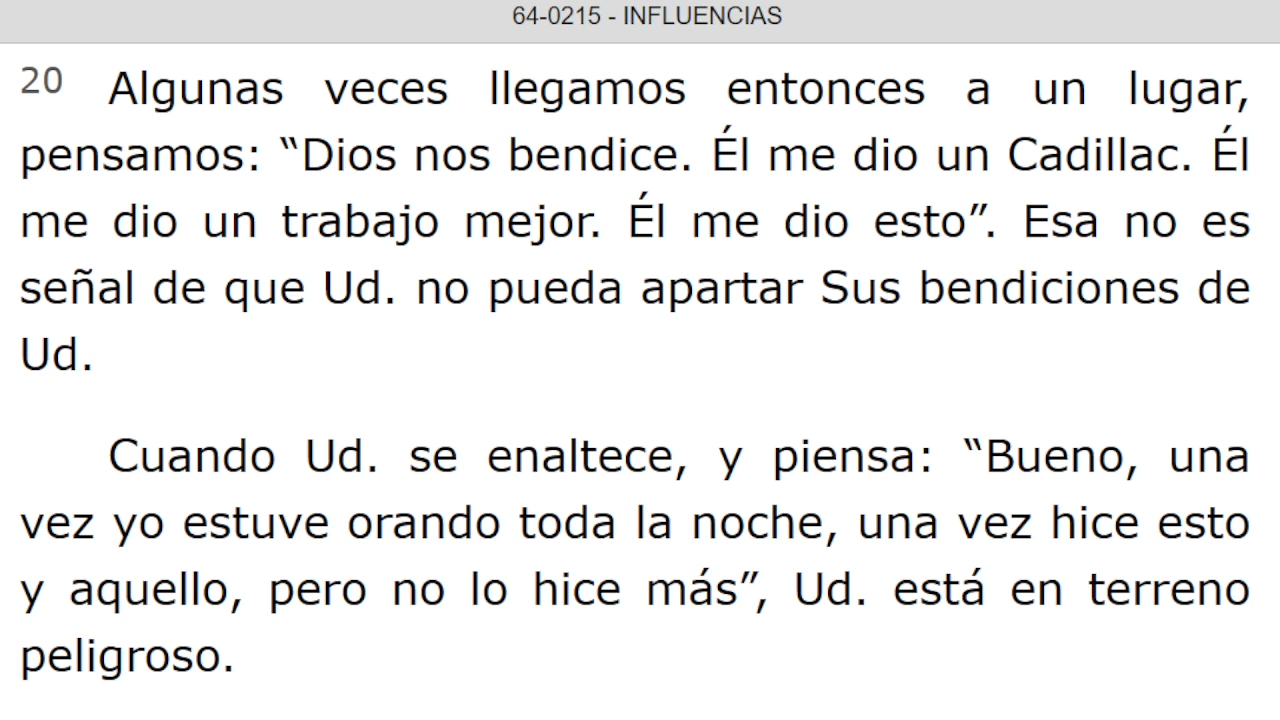 64-0215 - INFLUENCIAS
20 Algunas veces llegamos entonces a un lugar,
pensamos: “Dios nos bendice. Él me dio un Cadillac. Él
me dio un trabajo mejor. Él me dio esto”. Esa no es
señal de que Ud. no pueda apartar Sus bendiciones de
Ud.
Cuando Ud. se enaltece, y piensa: “Bueno, una
vez yo estuve orando toda la noche, una vez hice esto
y aquello, pero no lo hice más”, Ud. está en terreno
peligroso.